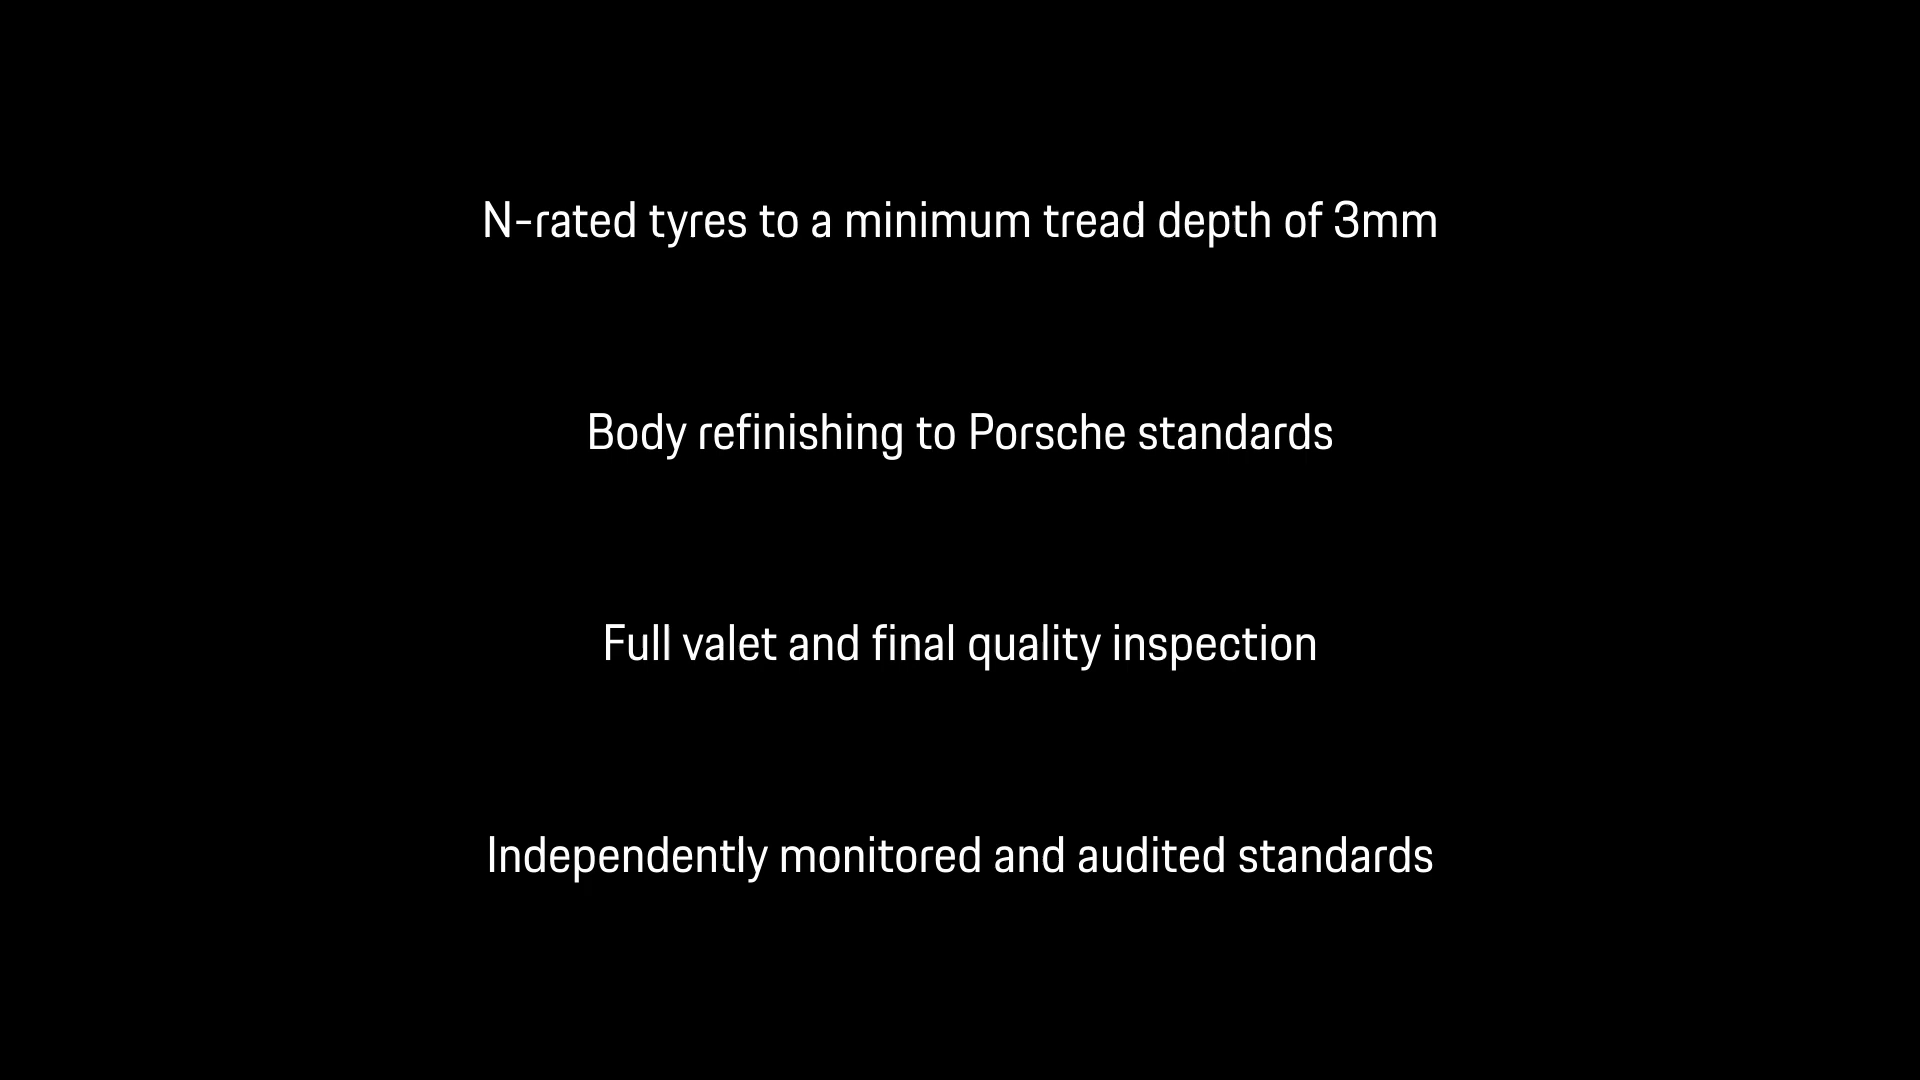 N-rated tyres to a minimum tread depth of 3mm
Body refinishing to Porsche standards
Full valet and final quality inspection
Independently monitored and audited standards